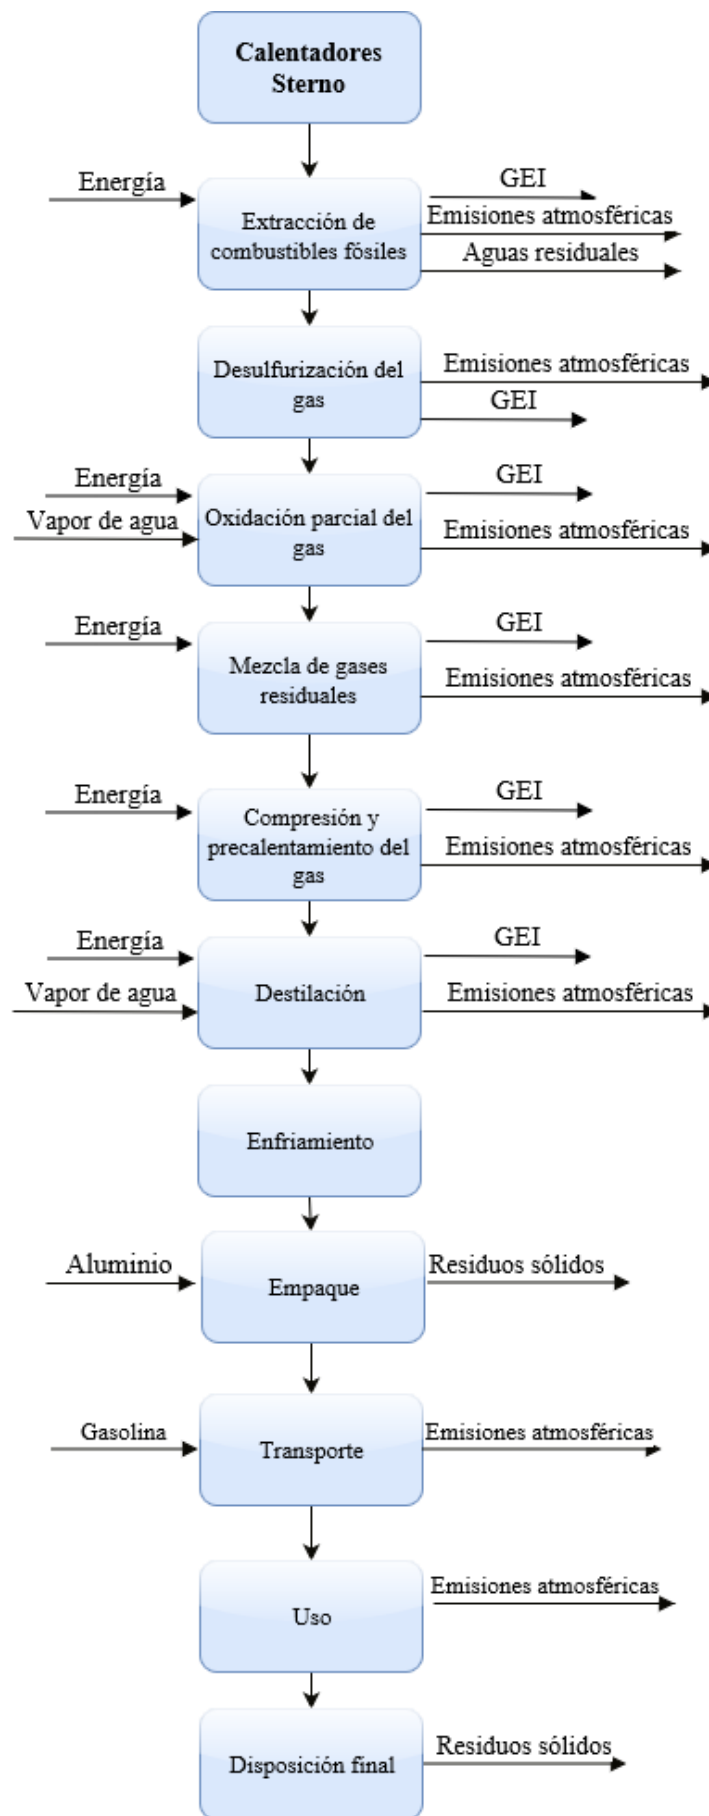 Calentadores
Sterno
Energía
GEI
Extracción de
combustibles fósiles
Emisiones atmosféricas
Aguas residuales
Desulfurización del
gas
Emisiones atmosféricas
GEI
Energía
Vapor de agua
Oxidación parcial del
gas
GEI
Emisiones atmosféricas
Energía
Mezcla de gases
residuales
GEI
Emisiones atmosféricas
Energía
Compresión y
precalentamiento del
gas
GEI
Emisiones atmosféricas
Energía
Vapor de agua
Destilación
GEI
Emisiones atmosféricas
Enfriamiento
Aluminio
Empaque
Residuos sólidos
Gasolina
Transporte
Emisiones atmosféricas
Uso
Emisiones atmosféricas
Disposición final
Residuos sólidos